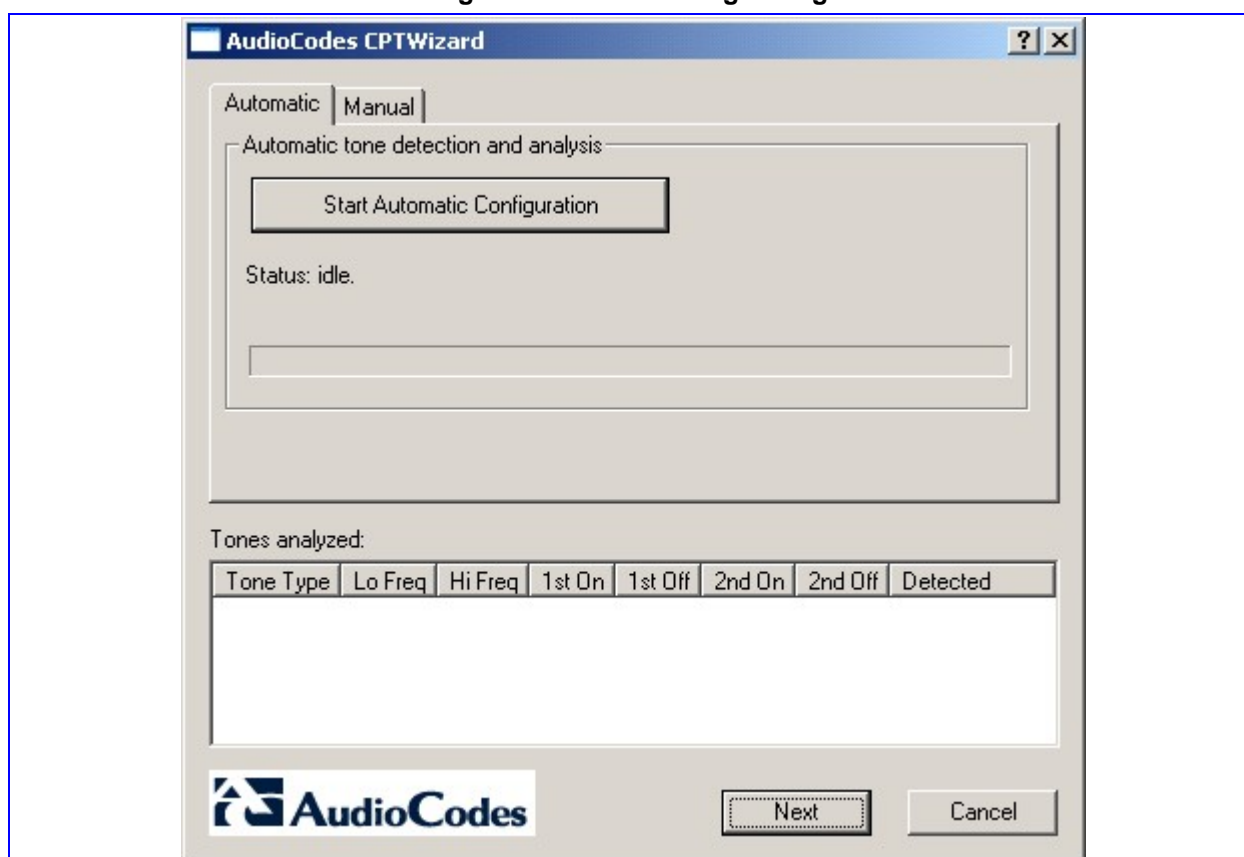 AudioCodes CPTWizard
Automatic Manual
Automatic tone detection and analysis
Start Automatic Configuration
Status: idle.
Tones analyzed:
Tone Type Lo Freq Hi Freq 1st On 1st Off 2nd On 2nd Off Detected
AudioCodes Next Cancel